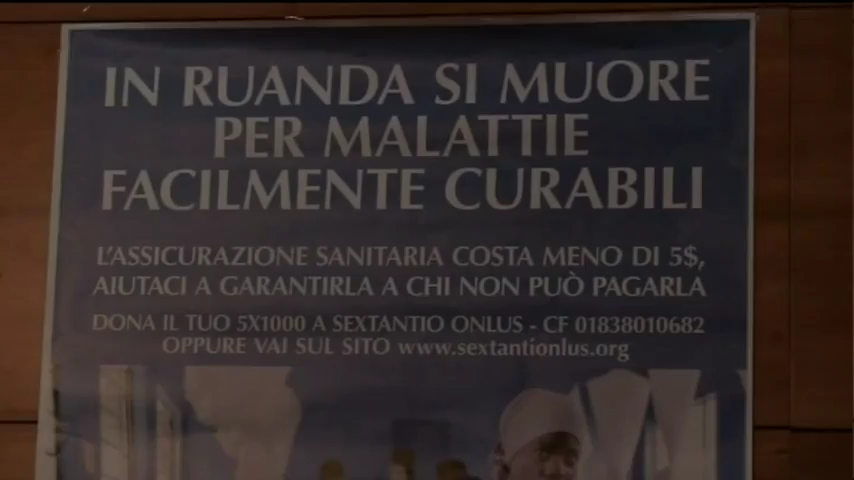 IN RUANDA SI MUORE
PER MALATTIE
FACILMENTE CURABILI
L'ASSICURAZIONE SANITARIA COSTA MENO DI 5$,
AIUTACI A GARANTIRLA A CHI NON PUÒ PAGARLA
DONA IL TUO 5X1000 A SEXTANTIO ONLUS - CF 01838010682
OPPURE VAI SUL SITO www.sextantionlus.org